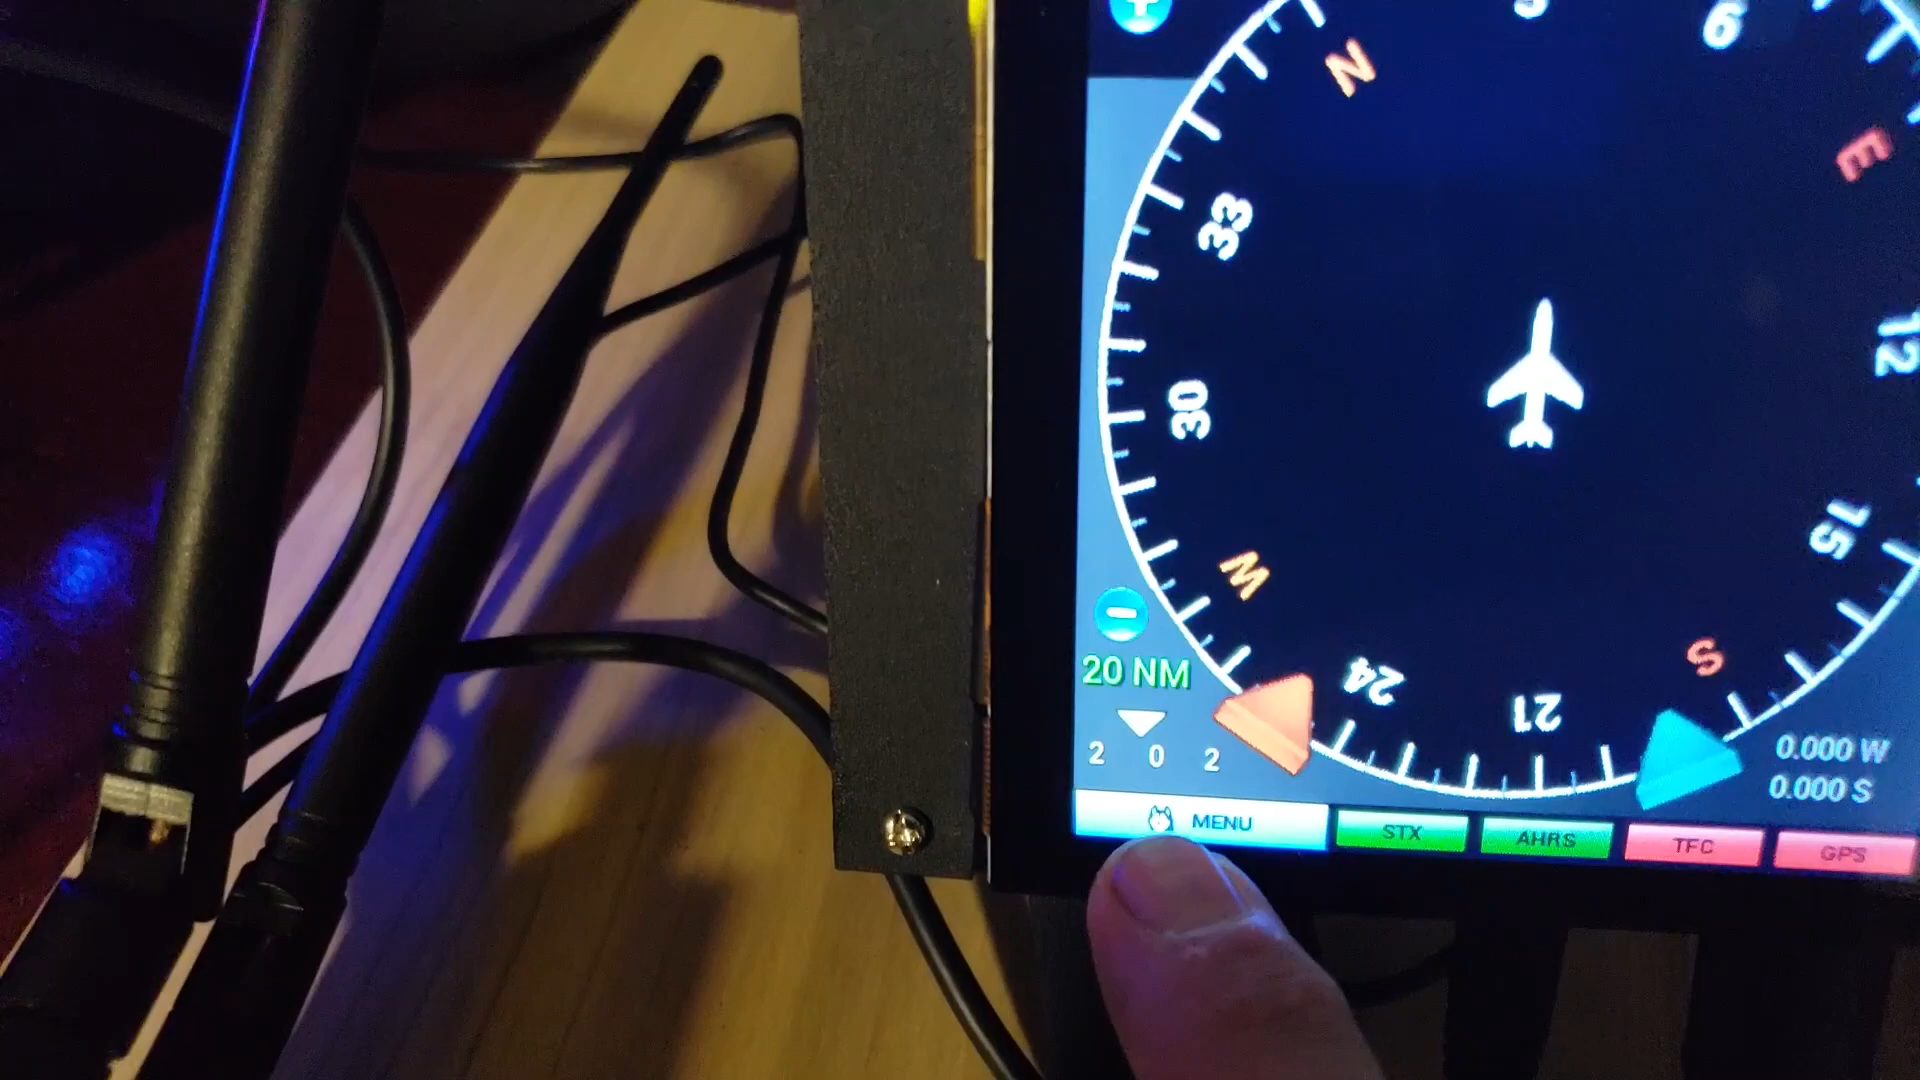 6
N
E
33
12
30
15
W
20 NM
S
24
21
2 0 2
0.000 W
0.000 S
MENU
STX
AHRS
TFC
GPS